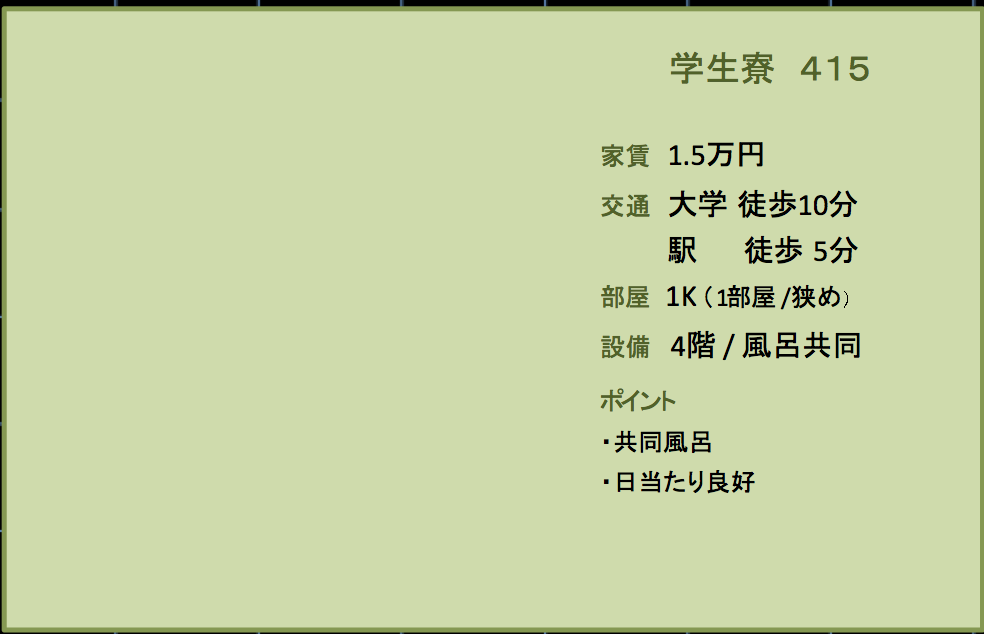 学生寮　４１５
家賃 1.5万円
交通 大学 徒歩10分
駅　 徒歩 5分
部屋 1K（1部屋 /狭め）
設備 4階 / 風呂共同
ポイント
・共同風呂
・日当たり良好